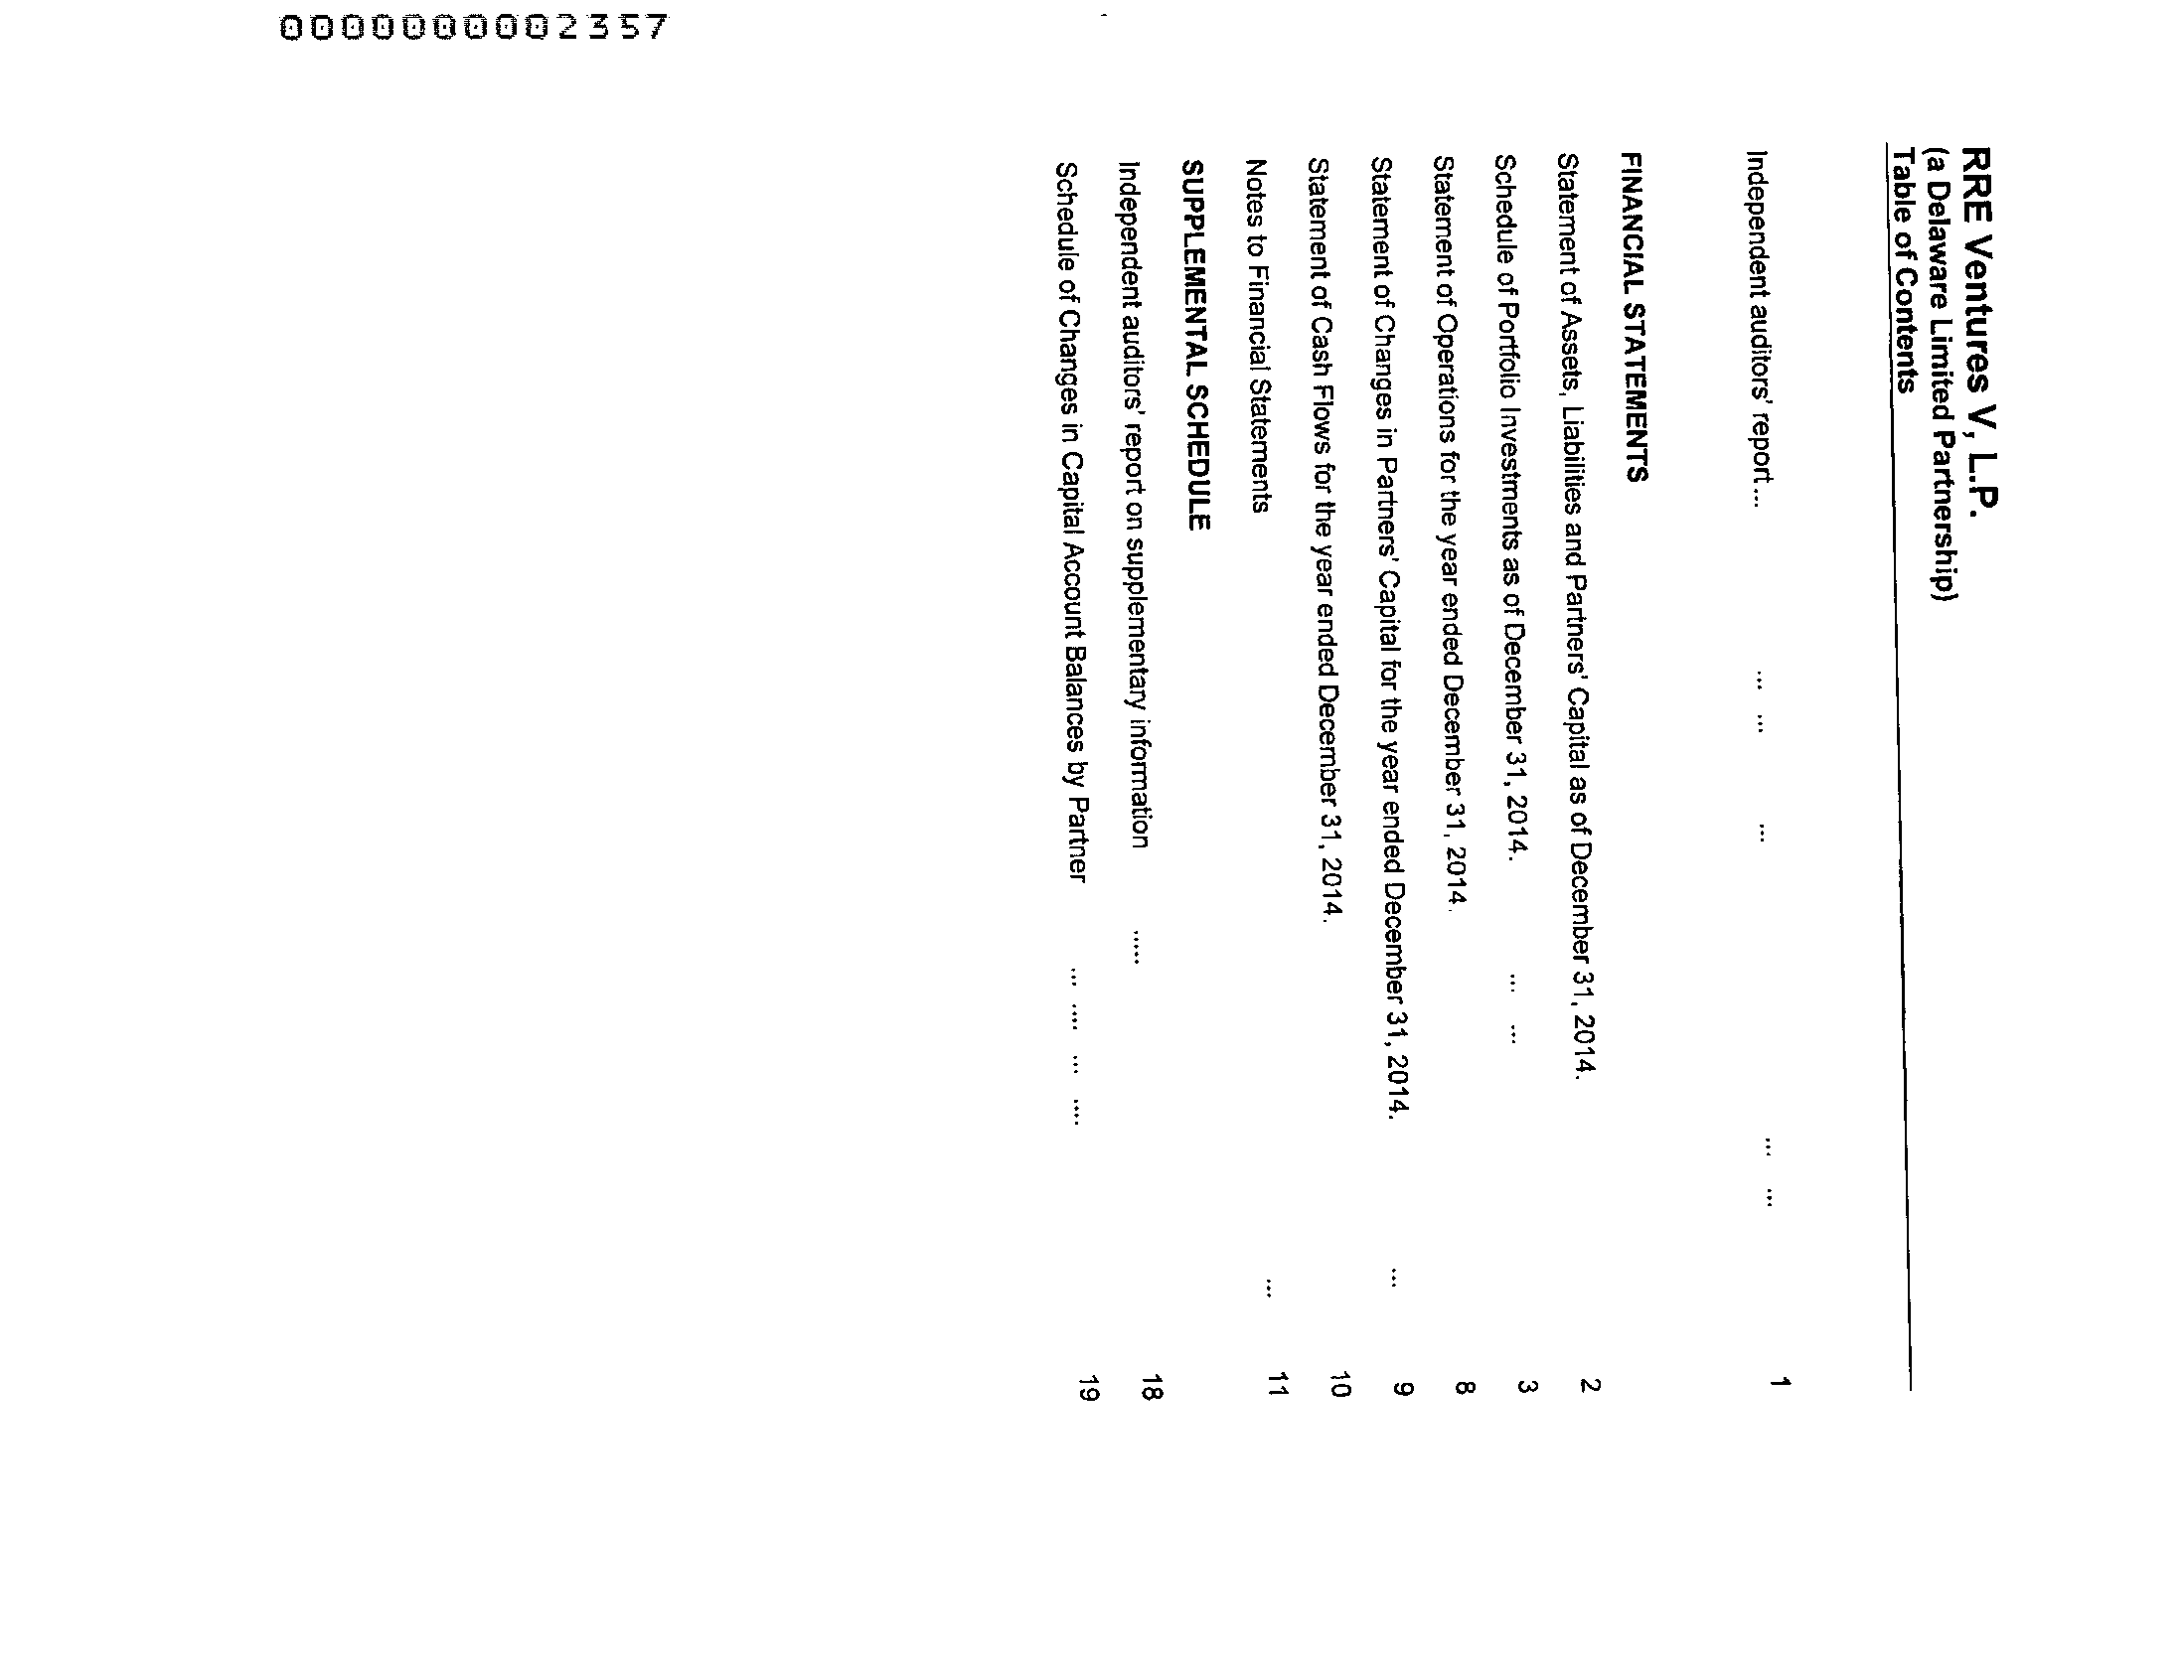 0000000002357
RRE Ventures V, L.P.
(a Delaware Limited Partnership)
Table of Contents
Independent auditors' report... ... ... ... ... ... 1
FINANCIAL STATEMENTS
Statement of Assets, Liabilities and Partners' Capital as of December 31, 2014. 2
Schedule of Portfolio Investments as of December 31, 2014. ... ... 3
Statement of Operations for the year ended December 31, 2014. 8
Statement of Changes in Partners' Capital for the year ended December 31, 2014. ... 9
Statement of Cash Flows for the year ended December 31, 2014. 10
Notes to Financial Statements ... 11
SUPPLEMENTAL SCHEDULE
Independent auditors' report on supplementary information ..... 18
Schedule of Changes in Capital Account Balances by Partner ... .... ... .... 19